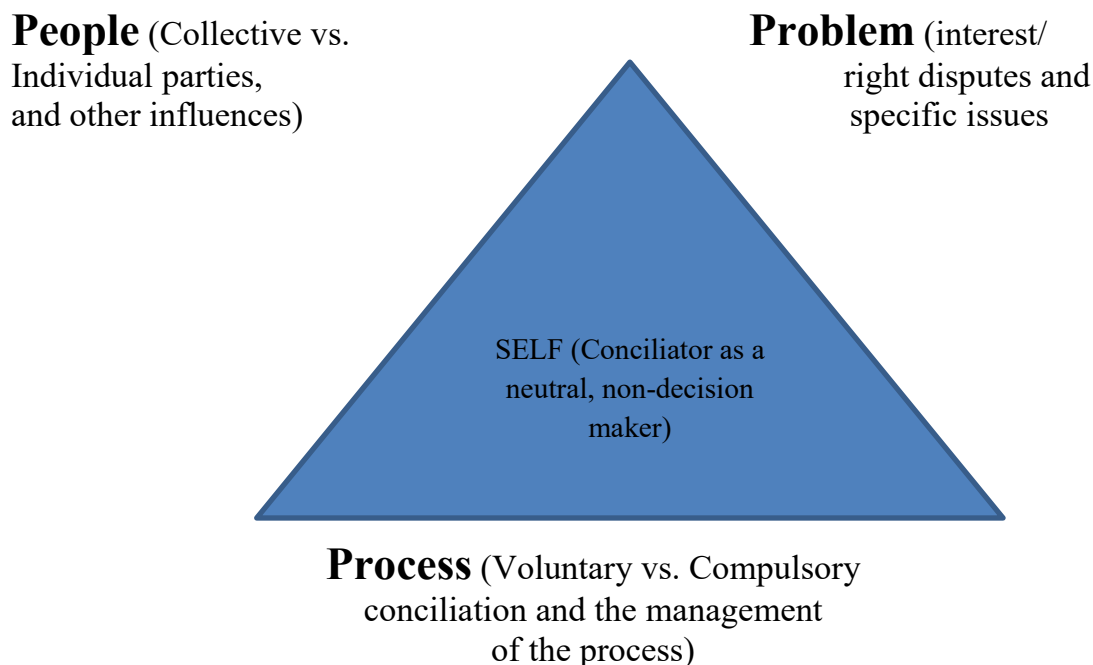 People (Collective vs.
Individual parties,
and other influences)
Problem (interest/
right disputes and
specific issues
SELF (Conciliator as a
neutral, non-decision
maker)
Process (Voluntary vs. Compulsory
conciliation and the management
of the process)